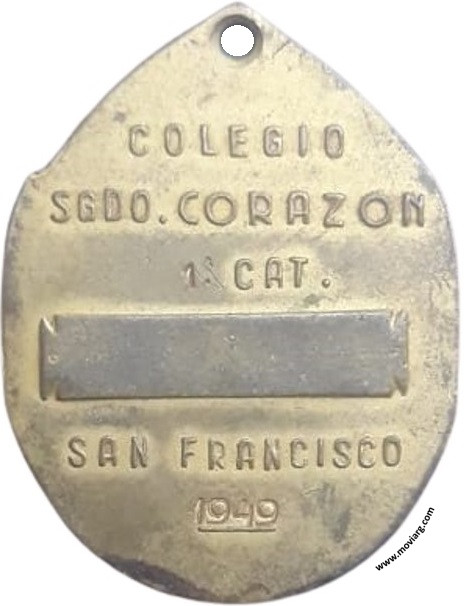 COLEGIO
SGDO. CORAZON
1ª CAT.
SAN FRANCISCO
1949
www.moviarg.com